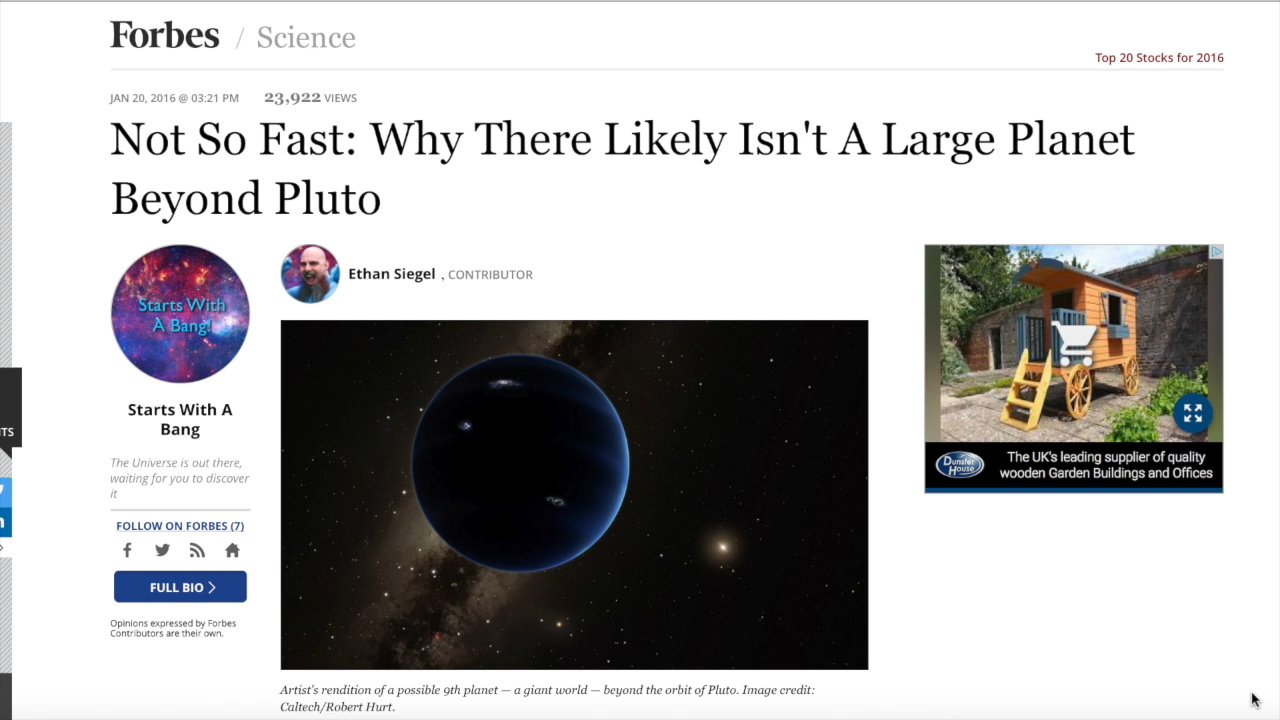 Forbes / Science
Top 20 Stocks for 2016
JAN 20, 2016 @ 03:21 PM 23,922 VIEWS
Not So Fast: Why There Likely Isn't A Large Planet
Beyond Pluto
Starts With
A Bang!
Ethan Siegel , CONTRIBUTOR
Starts With A
Bang
The Universe is out there,
waiting for you to discover
it
FOLLOW ON FORBES (7)
FULL BIO
Opinions expressed by Forbes
Contributors are their own.
Dunster
House
The UK's leading supplier of quality
wooden Garden Buildings and Offices
Artist's rendition of a possible 9th planet — a giant world — beyond the orbit of Pluto. Image credit:
Caltech/Robert Hurt.